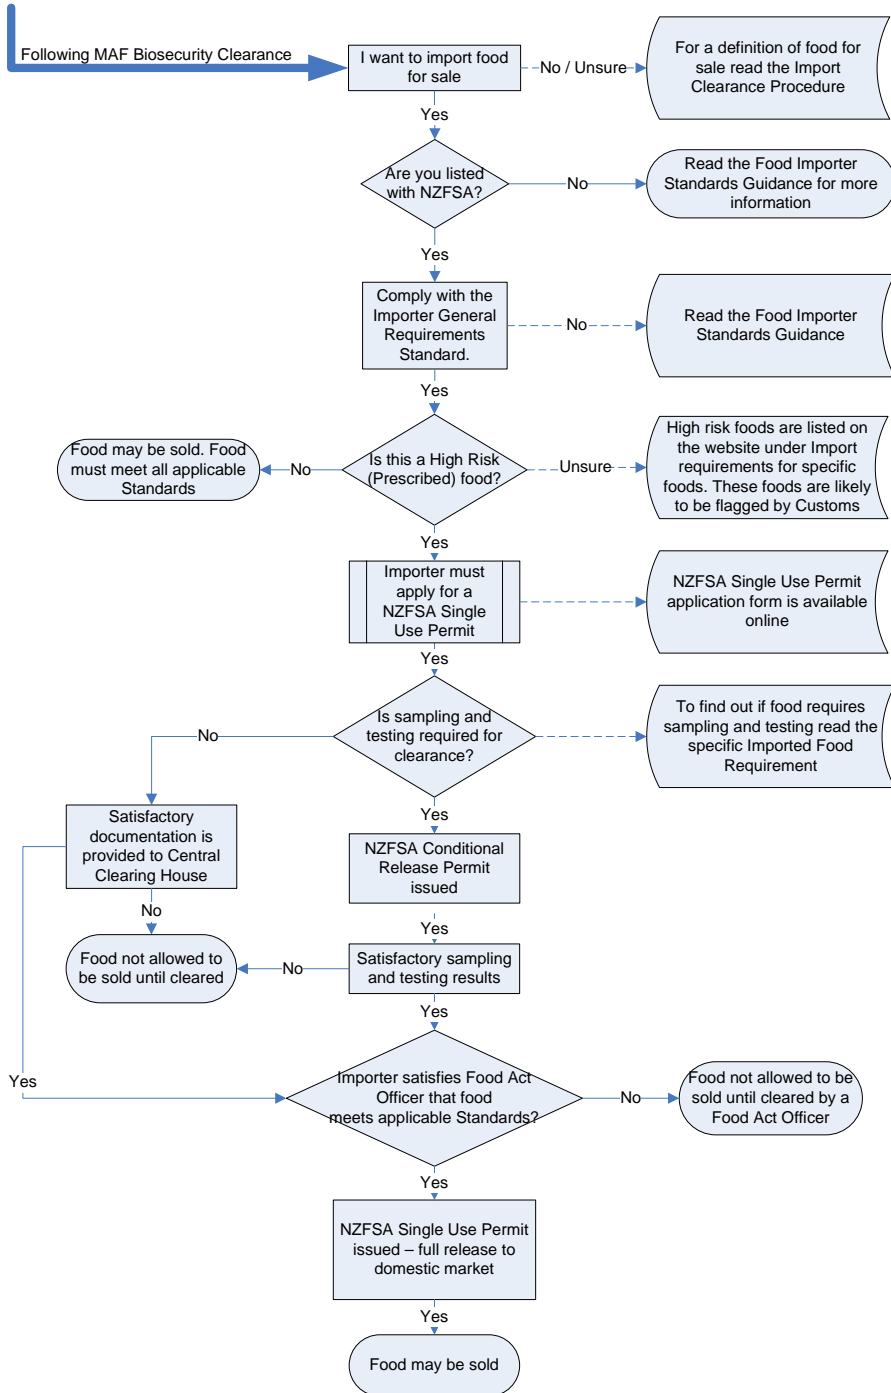 Following MAF Biosecurity Clearance
I want to import food
for sale
No / Unsure
For a definition of food for
sale read the Import
Clearance Procedure
Yes
Are you listed
with NZFSA?
No
Read the Food Importer
Standards Guidance for more
information
Yes
Comply with the
Importer General
Requirements
Standard.
No
Read the Food Importer
Standards Guidance
Yes
Food may be sold. Food
must meet all applicable
Standards
No
Is this a High Risk
(Prescribed) food?
Unsure
High risk foods are listed on
the website under Import
requirements for specific
foods. These foods are likely
to be flagged by Customs
Yes
Importer must
apply for a
NZFSA Single
Use Permit
NZFSA Single Use Permit
application form is available
online
Yes
No
Is sampling and
testing required for
clearance?
To find out if food requires
sampling and testing read the
specific Imported Food
Requirement
Yes
Satisfactory
documentation is
provided to Central
Clearing House
NZFSA Conditional
Release Permit
issued
No
Yes
Food not allowed to
be sold until cleared
No
Satisfactory sampling
and testing results
Yes
Yes
Importer satisfies Food Act
Officer that food
meets applicable Standards?
No
Food not allowed to be
sold until cleared by a
Food Act Officer
Yes
NZFSA Single Use Permit
issued – full release to
domestic market
Yes
Food may be sold